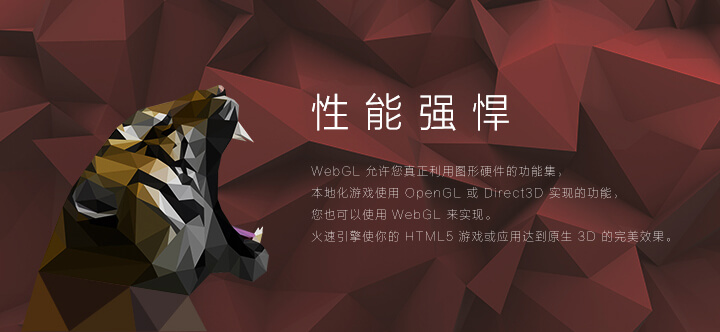 性能强悍
WebGL 允许您真正利用图形硬件的功能集，
本地化游戏使用 OpenGL 或 Direct3D 实现的功能，
您也可以使用 WebGL 来实现。
火速引擎使你的 HTML5 游戏或应用达到原生 3D 的完美效果。